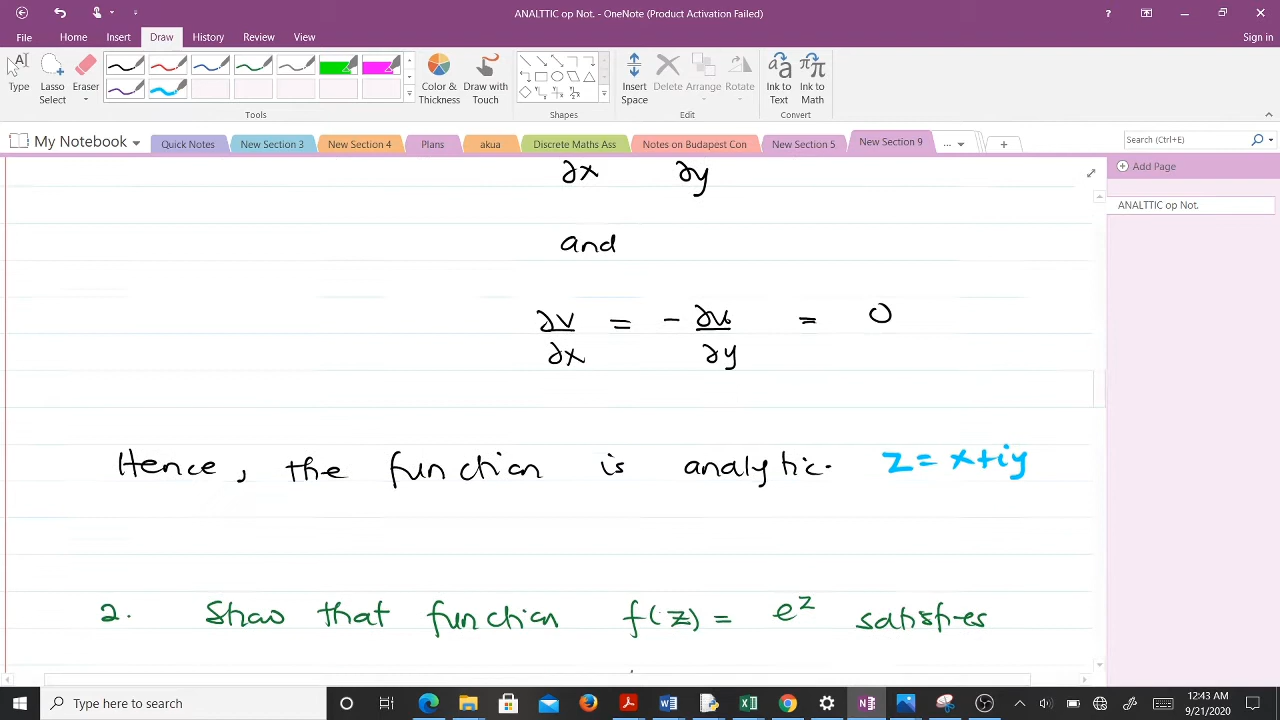 ANALTTIC op Not. - OneNote (Product Activation Failed)
File Home Insert Draw History Review View
Sign in
Type
Lasso Select
Eraser
Color & Thickness
Draw with Touch
Insert Space
Delete
Arrange
Rotate
Ink to Text
Ink to Math
Tools Shapes Edit Convert
My Notebook Quick Notes New Section 3 New Section 4 Plans akua Discrete Maths Ass Notes on Budapest Con New Section 5 New Section 9 ...
Search (Ctrl+E)
Add Page
ANALTTIC op Not.
∂x ∂y
and
∂v/∂x = - ∂u/∂y = 0
Hence, the function is analytic. z = x+iy
2. Show that function f(z) = e^z satisfies
Type here to search
12:43 AM
9/21/2020